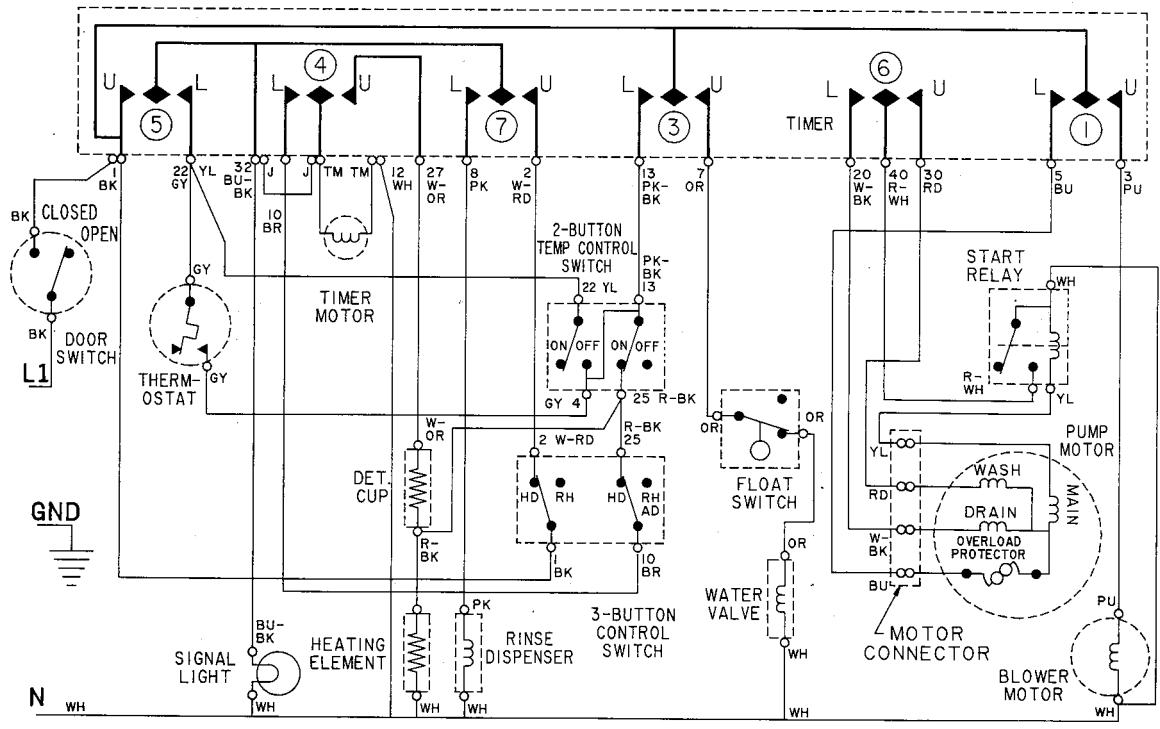 U L 4 U L U L U L 6 U L U
5 L 7 3 TIMER 1
1 BK 22 GY YL 32 BU-BK J J TM TM 12 WH 27 W-OR 8 PK 2 W-RD 13 PK-BK 7 OR 20 W-BK 40 R-WH 30 RD 5 BU 3 PU
10 BR
BK CLOSED
OPEN
2-BUTTON
TEMP CONTROL
SWITCH
PK-BK
13
START
RELAY
WH
GY
TIMER
MOTOR
22 YL
BK DOOR
SWITCH
L1
ON OFF ON OFF
THERM-
OSTAT
GY
GY 4 25 R-BK
R-WH
YL
W-OR
2 W-RD
R-BK
25
OR OR
FLOAT
SWITCH
YL
PUMP
MOTOR
DET.
CUP
HD RH HD RH
AD
RD
WASH
MAIN
GND
DRAIN
R-BK
W-BK
OVERLOAD
PROTECTOR
1 BK
10 BR
OR
BU
WATER
VALVE
PK
3-BUTTON
CONTROL
SWITCH
MOTOR
CONNECTOR
PU
BU-BK
SIGNAL
LIGHT
HEATING
ELEMENT
RINSE
DISPENSER
WH
BLOWER
MOTOR
N
WH WH WH WH WH WH